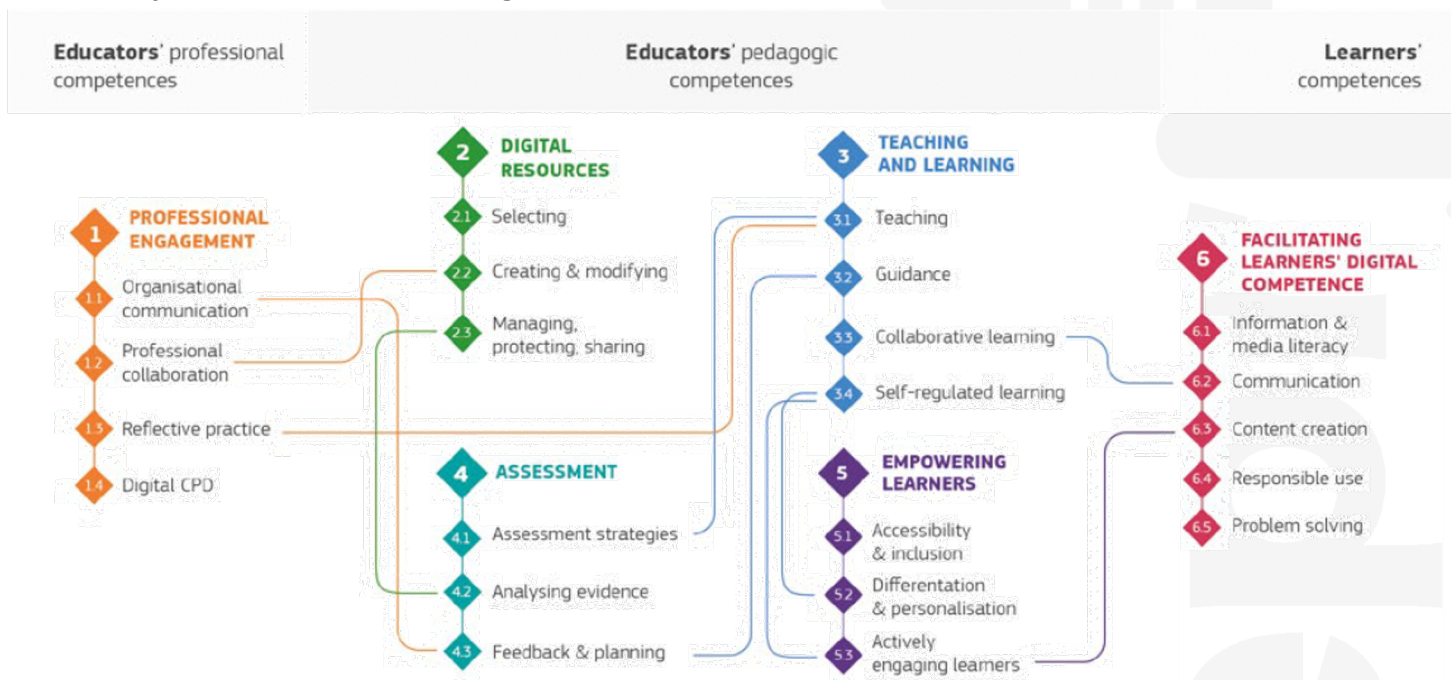 Educators' professional
competences
Educators' pedagogic
competences
Learners'
competences
1
PROFESSIONAL
ENGAGEMENT
1.1
Organisational
communication
1.2
Professional
collaboration
1.3
Reflective practice
1.4
Digital CPD
2
DIGITAL
RESOURCES
2.1
Selecting
2.2
Creating & modifying
2.3
Managing,
protecting, sharing
3
TEACHING
AND LEARNING
3.1
Teaching
3.2
Guidance
3.3
Collaborative learning
3.4
Self-regulated learning
4
ASSESSMENT
4.1
Assessment strategies
4.2
Analysing evidence
4.3
Feedback & planning
5
EMPOWERING
LEARNERS
5.1
Accessibility
& inclusion
5.2
Differentation
& personalisation
5.3
Actively
engaging learners
6
FACILITATING
LEARNERS' DIGITAL
COMPETENCE
6.1
Information &
media literacy
6.2
Communication
6.3
Content creation
6.4
Responsible use
6.5
Problem solving